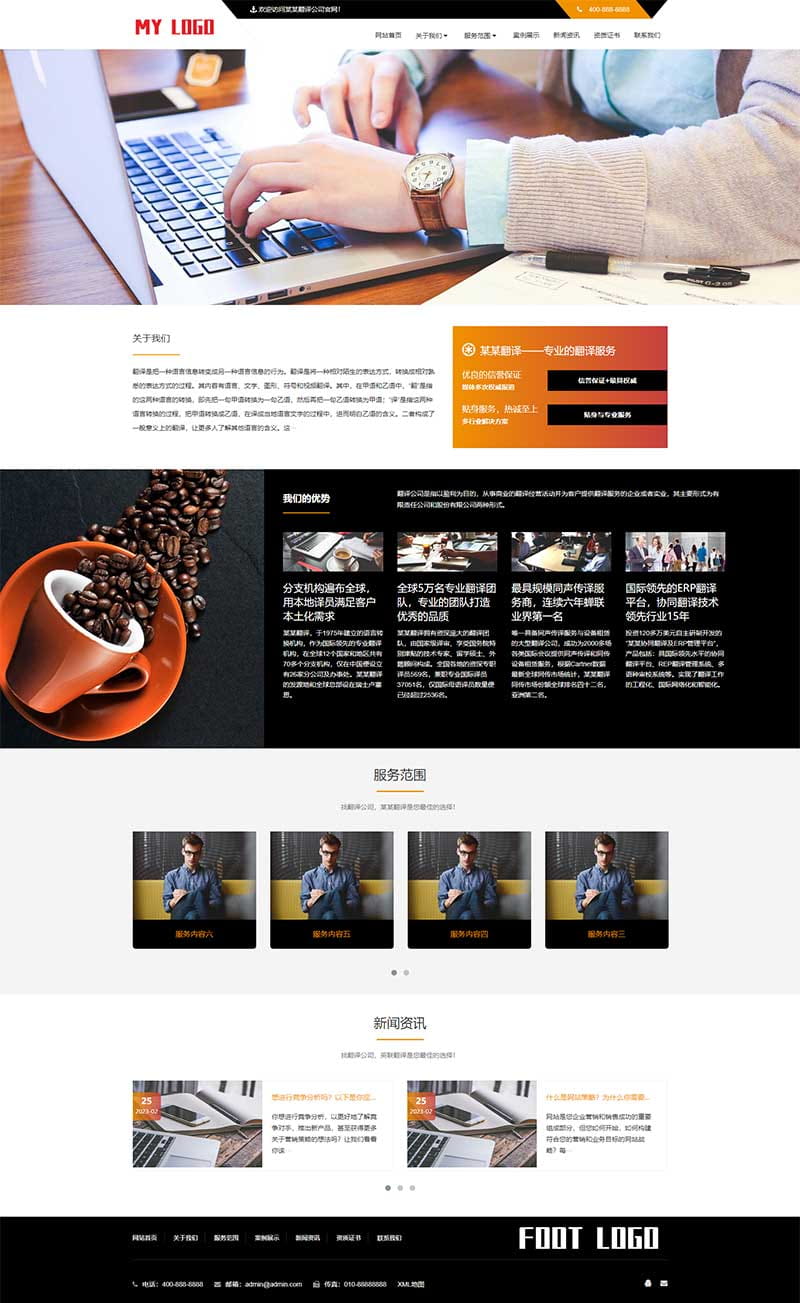 欢迎访问某某翻译公司官网!
400-888-8888
MY LOGO
网站首页 关于我们 服务范围 案例展示 新闻资讯 资质证书 联系我们
关于我们
翻译是把一种语言信息转变成另一种语言信息的行为。翻译是将一种相对陌生的表达方式，转换成相对熟
悉的表达方式的过程。其内容有语言、文字、图形、符号和视频翻译。其中，在甲语和乙语中，“翻”是指
的这两种语言的转换，即先把一句甲语转换为一句乙语，然后再把一句乙语转换为甲语；“译”是指这两种
语言转换的过程，把甲语转换成乙语，在译成当地语言文字的过程中，进而明白乙语的含义。二者构成了
一般意义上的翻译，让更多人了解其他语言的含义。这…
某某翻译——专业的翻译服务
优良的信誉保证
媒体多次权威报道
信誉保证+最具权威
贴身服务，热诚至上
多行业解决方案
贴身与专业服务
我们的优势
翻译公司是指以盈利为目的，从事商业的翻译经营活动并为客户提供翻译服务的企业或者实业，其主要形式为有
限责任公司和股份有限公司两种形式。
分支机构遍布全球，
用本地译员满足客户
本土化需求
某某翻译，于1975年建立的语言转
换机构，作为国际领先的专业翻译
机构，在全球12个国家和地区共有
70多个分支机构，仅在中国便设立
有26家分公司及办事处。某某翻译
的发源地和全球总部设在瑞士卢塞
恩。
全球5万名专业翻译团
队，专业的团队打造
优秀的品质
某某翻译拥有资深强大的翻译团
队，由国家级译审，享受国务院特
别津贴的技术专家，留学硕士、外
籍顾问构成。全国各地的资深专职
译员569名，兼职专业国际译员
37051名，仅国际母语译员数量便
已经超过2536名。
最具规模同声传译服
务商，连续六年蝉联
业界第一名
唯一具备同声传译服务与设备租赁
的大型翻译公司，成功为2000多场
各类国际会议提供同声传译和同传
设备租赁服务，根据Cartner数据
最新全球同传市场统计，某某翻译
同传市场份额全球排名四十二名，
亚洲第二名。
国际领先的ERP翻译
平台，协同翻译技术
领先行业15年
投资120多万美元自主研制开发的
“某某协同翻译及ERP管理平台”，
产品包括：具国际领先水平的协同
翻译平台、REP翻译管理系统、多
语种审校系统等。实现了翻译工作
的工程化、国际网络化和智能化。
服务范围
找翻译公司，某某翻译是您最佳的选择！
服务内容六
服务内容五
服务内容四
服务内容三
新闻资讯
找翻译公司，英联翻译是您最佳的选择！
25
2023-02
想进行竞争分析吗？以下是你应...
你想进行竞争分析，以更好地了解竞
争对手，推出新产品，甚至获得更多
关于营销策略的想法吗？让我们看看
你该…
25
2023-02
什么是网站策略？为什么你需要...
网站是您企业营销和销售成功的重要
组成部分，但您如何开始，如何构建
符合您的营销和业务目标的网站战
略？每…
网站首页 关于我们 服务范围 案例展示 新闻资讯 资质证书 联系我们
FOOT LOGO
电话：400-888-8888 邮箱：admin@admin.com 传真：010-88888888 XML地图